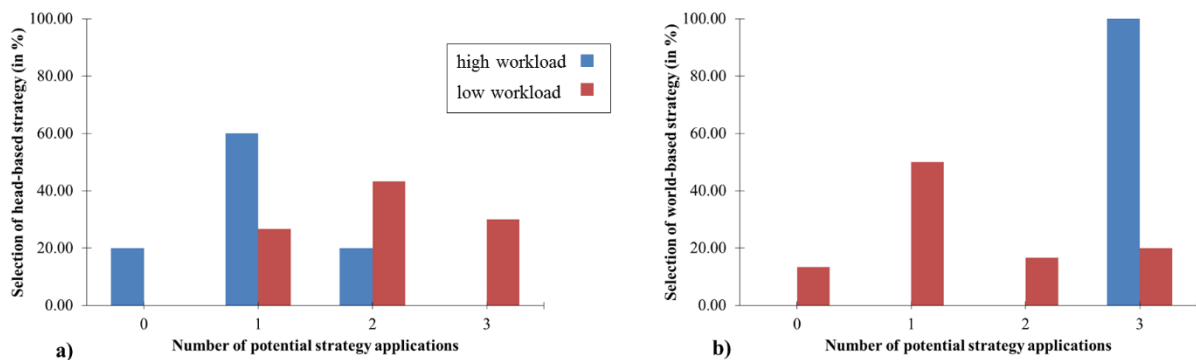 Selection of head-based strategy (in %)
100.00
80.00
60.00
40.00
20.00
0.00
0 1 2 3
Number of potential strategy applications
a)
high workload
low workload
Selection of world-based strategy (in %)
100.00
80.00
60.00
40.00
20.00
0.00
0 1 2 3
Number of potential strategy applications
b)